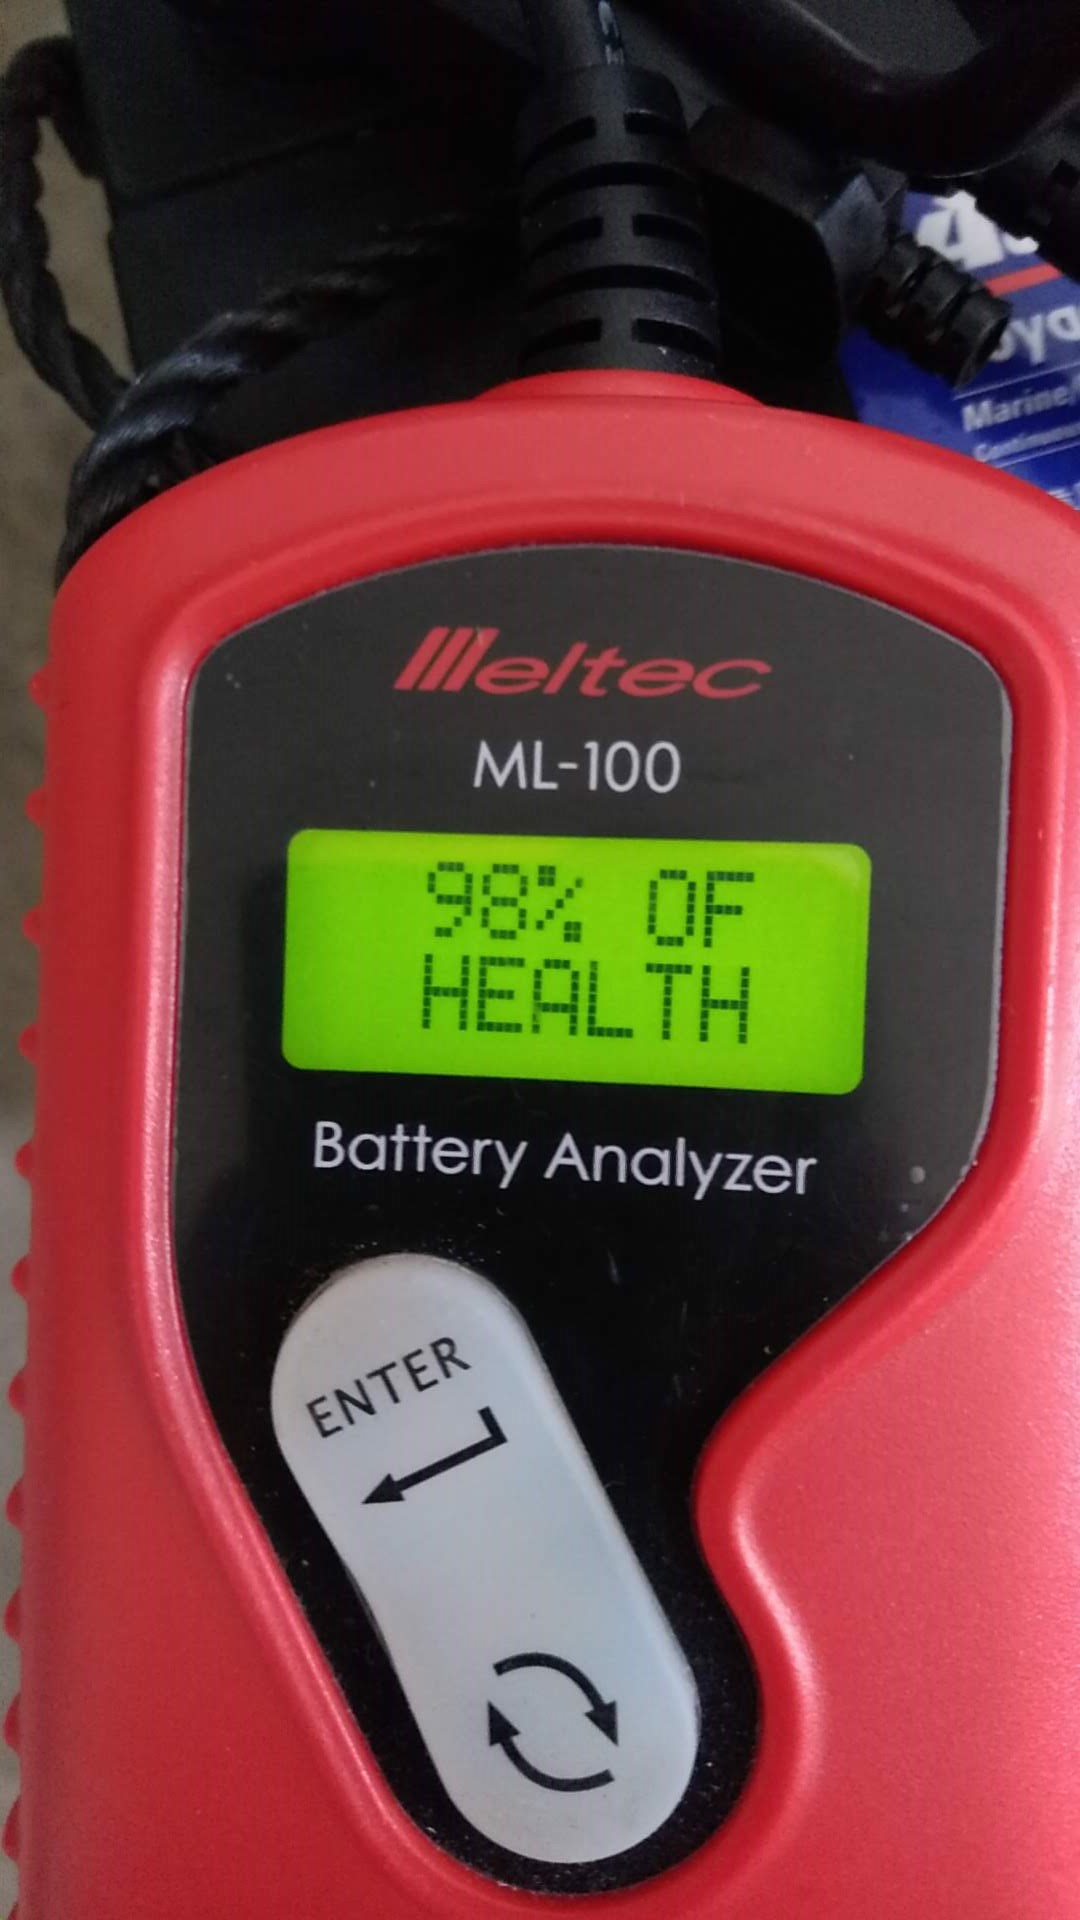 Marine/
Meltec
ML-100
98% OF
HEALTH
Battery Analyzer
ENTER